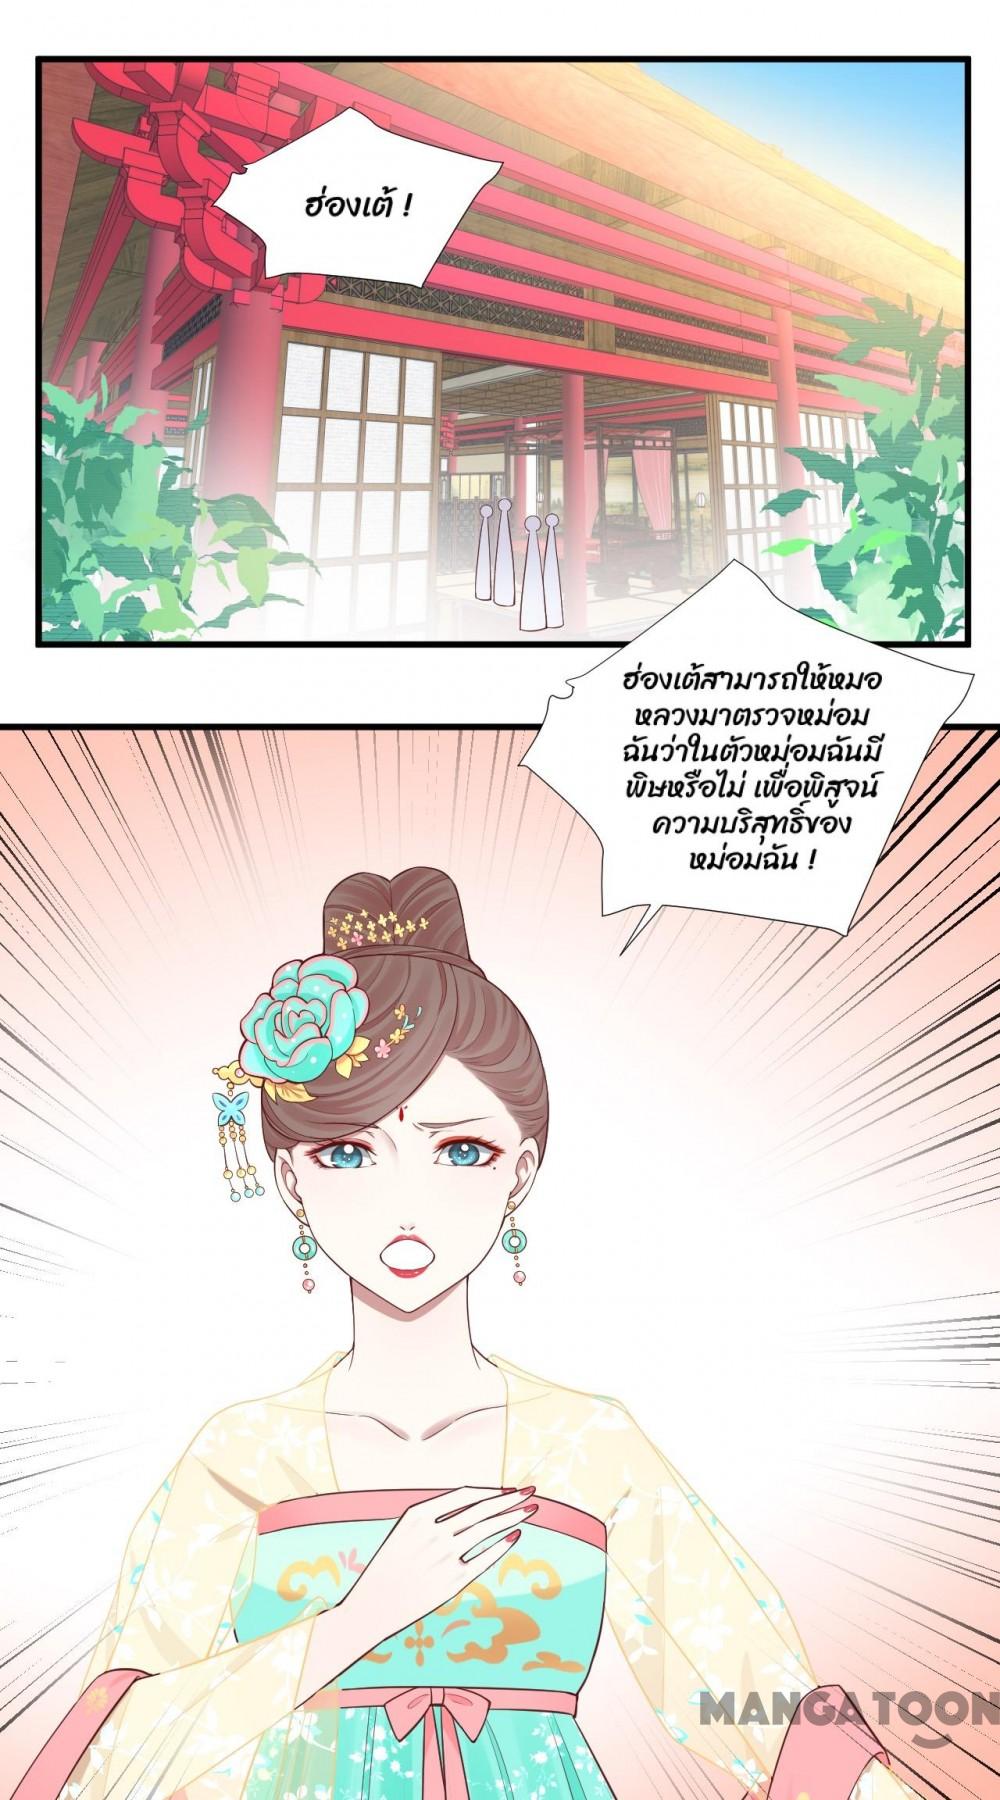 ฮ่องเต้ !
ฮ่องเต้สามารถให้หมอ
หลวงมาตรวจหม่อม
ฉันว่าในตัวหม่อมฉันมี
พิษหรือไม่ เพื่อพิสูจน์
ความบริสุทธิ์ของ
หม่อมฉัน !
MANGATOON